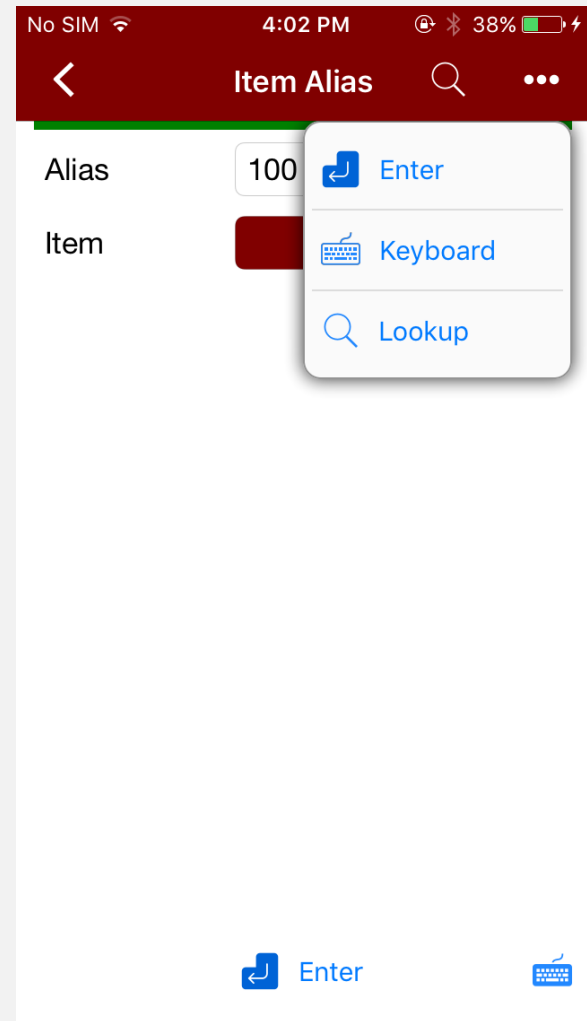 No SIM 4:02 PM 38%
Item Alias
Alias 100
Enter
Item
Keyboard
Lookup
Enter